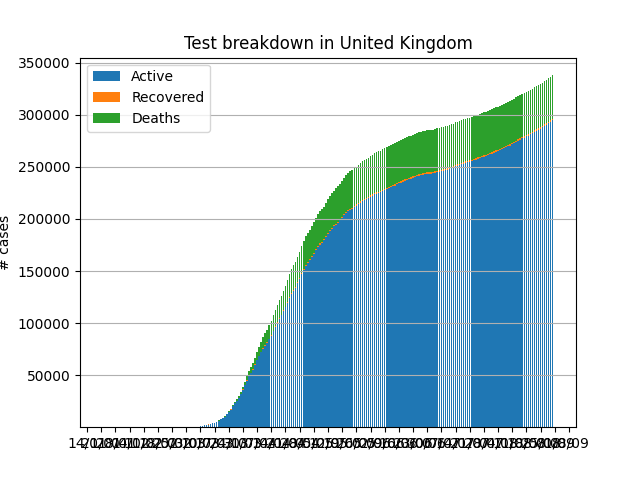 Test breakdown in United Kingdom
350000
300000
250000
200000
150000
100000
50000
# cases
Active
Recovered
Deaths